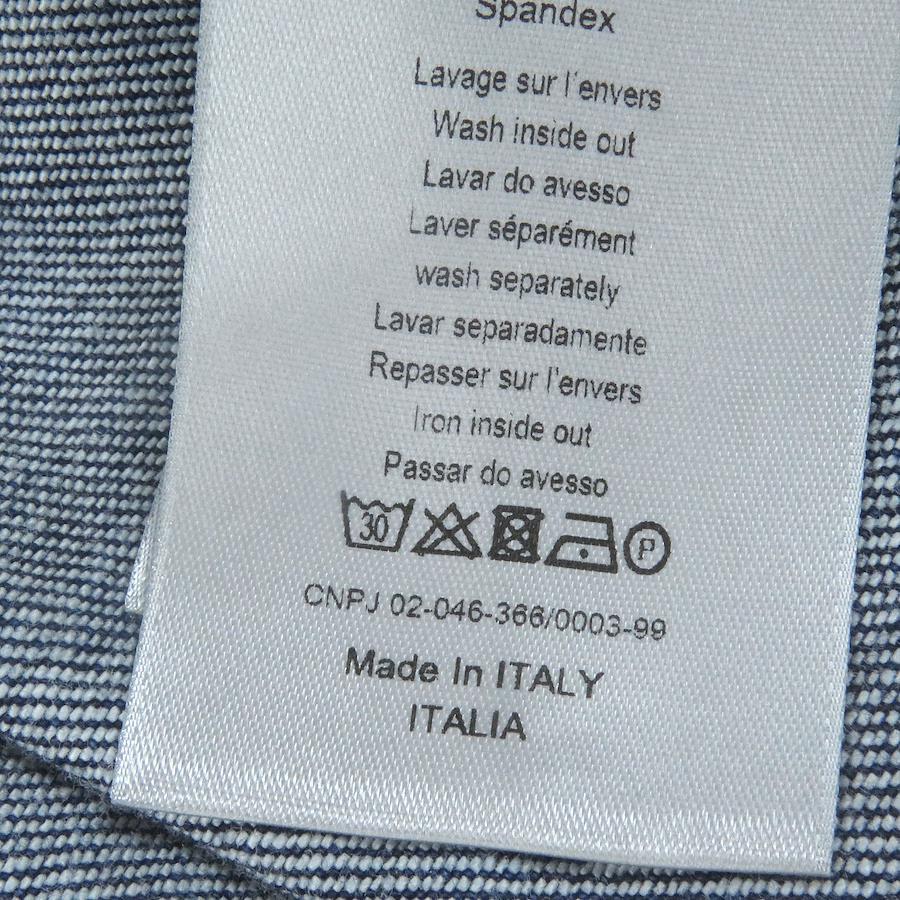 Spandex
Lavage sur l'envers
Wash inside out
Lavar do avesso
Laver séparément
wash separately
Lavar separadamente
Repasser sur l'envers
Iron inside out
Passar do avesso
30 P
CNPJ 02-046-366/0003-99
Made In ITALY
ITALIA